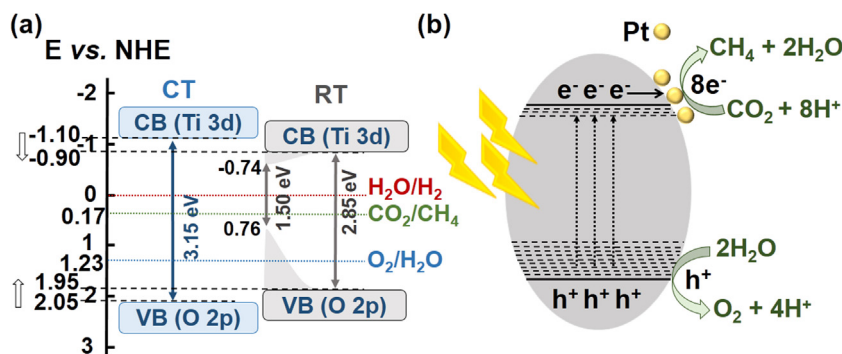 (a)
E vs. NHE
CT
RT
-2
CB (Ti 3d)
CB (Ti 3d)
-1.10
-1
-0.90
-0.74
0
H₂O/H₂
0.17
CO₂/CH₄
0.76
1
1.23
O₂/H₂O
3.15 eV
1.50 eV
2.85 eV
1.95
2
2.05
VB (O 2p)
VB (O 2p)
3
(b)
Pt
CH₄ + 2H₂O
e⁻ e⁻ e⁻
8e⁻
CO₂ + 8H⁺
2H₂O
h⁺
h⁺ h⁺ h⁺
O₂ + 4H⁺